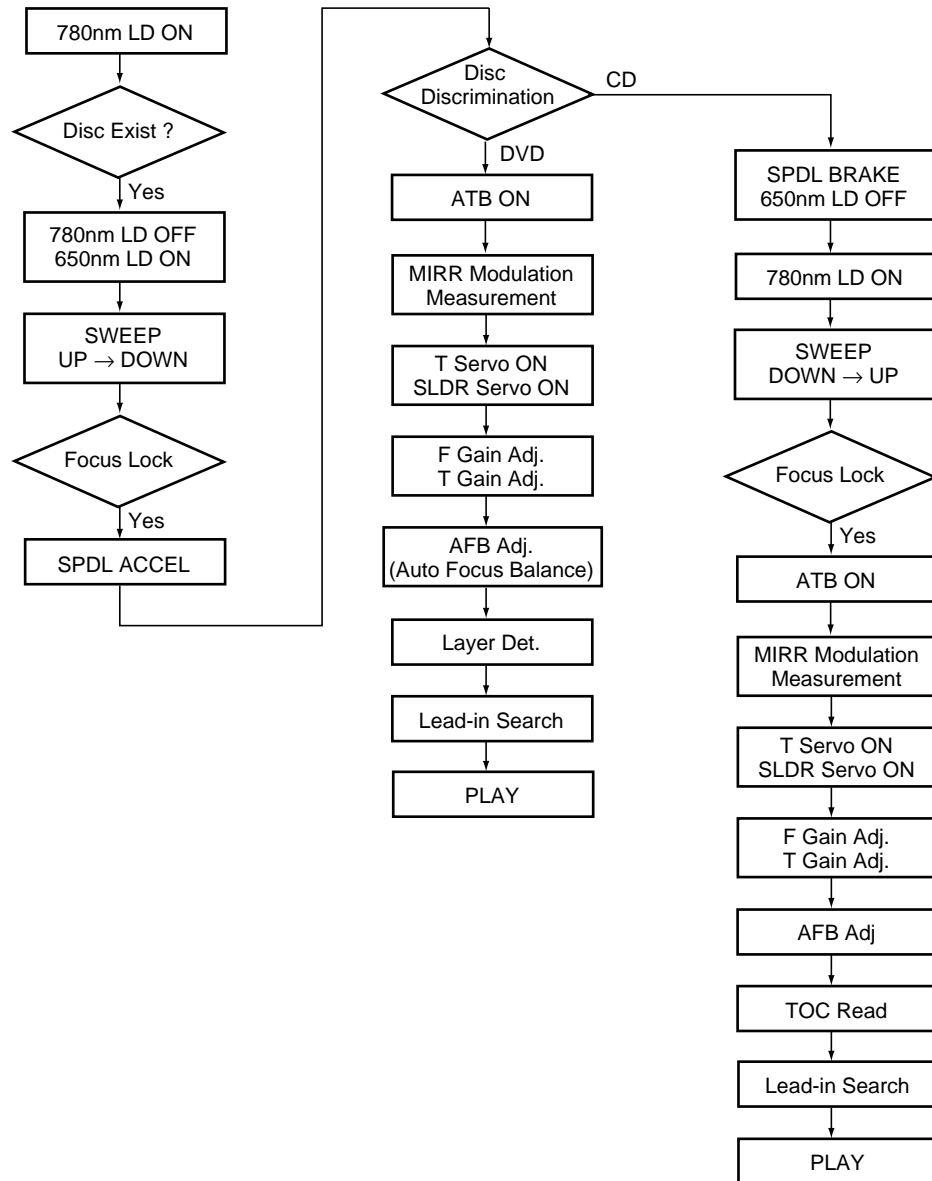 780nm LD ON
Disc Exist ?
Yes
780nm LD OFF
650nm LD ON
SWEEP
UP → DOWN
Focus Lock
Yes
SPDL ACCEL
Disc
Discrimination
CD
DVD
ATB ON
MIRR Modulation
Measurement
T Servo ON
SLDR Servo ON
F Gain Adj.
T Gain Adj.
AFB Adj.
(Auto Focus Balance)
Layer Det.
Lead-in Search
PLAY
SPDL BRAKE
650nm LD OFF
780nm LD ON
SWEEP
DOWN → UP
Focus Lock
Yes
ATB ON
MIRR Modulation
Measurement
T Servo ON
SLDR Servo ON
F Gain Adj.
T Gain Adj.
AFB Adj
TOC Read
Lead-in Search
PLAY